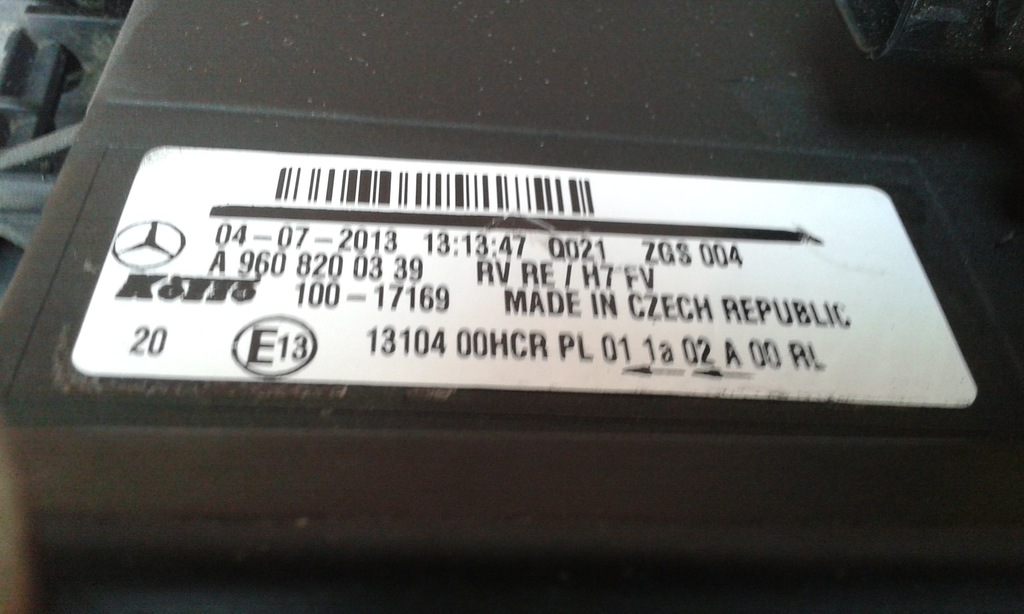 04-07-2013 13:13:47 Q021 ZGS 004
A 960 820 03 39 RV RE / H7 FV
100-17169 MADE IN CZECH REPUBLIC
20 E13 13104 00HCR PL 01 1a 02 A 00 RL